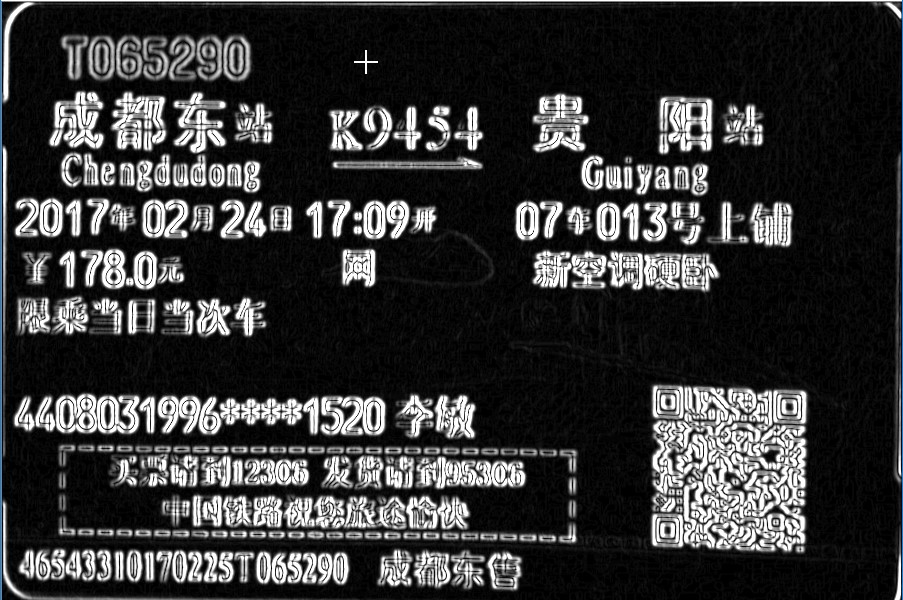 T065290
成都东站 K9454 贵 阳站
Chengdudong Guiyang
2017年02月24日 17:09开 07车013号上铺
￥178.0元 网 新空调硬卧
限乘当日当次车
4408031996****1520 李敏
买票请到12306 发货请到95306
中国铁路祝您旅途愉快
46543310170225T065290 成都东售